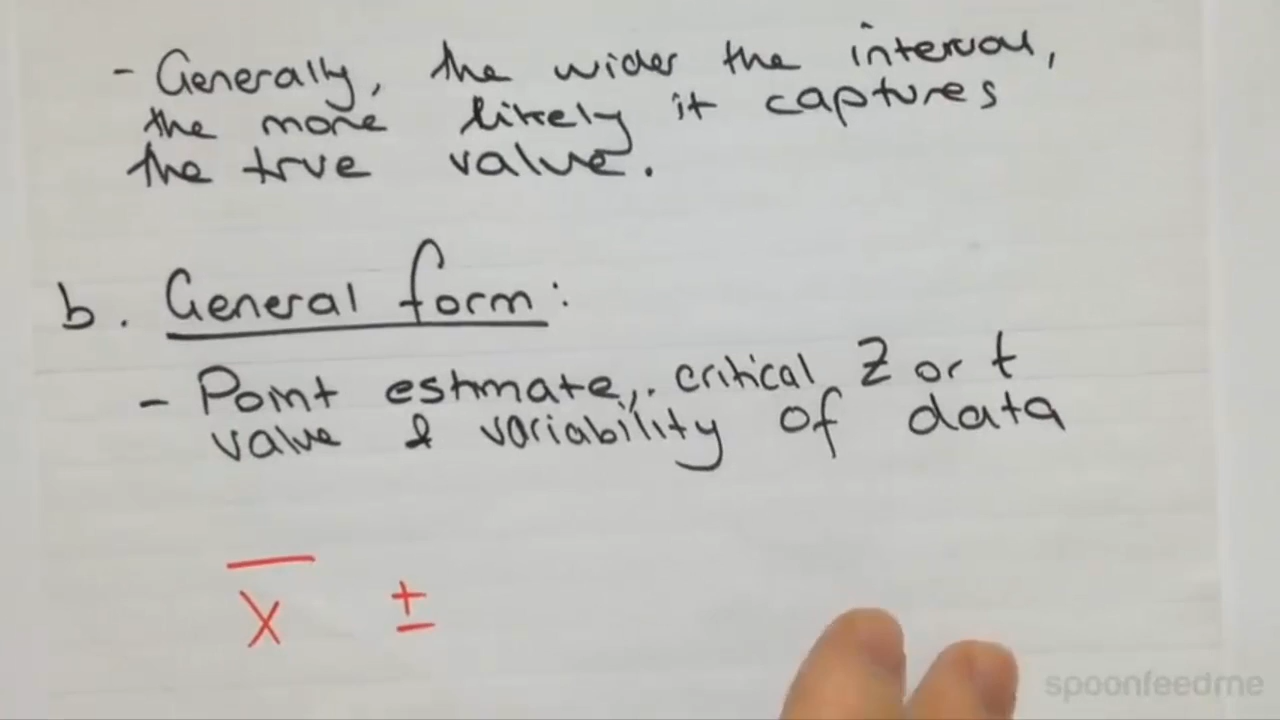 - Generally, the wider the interval,
the more likely it captures
the true value.
b. General form:
- Point estimate, critical Z or t
value & variability of data
X ±
spoonfeedme